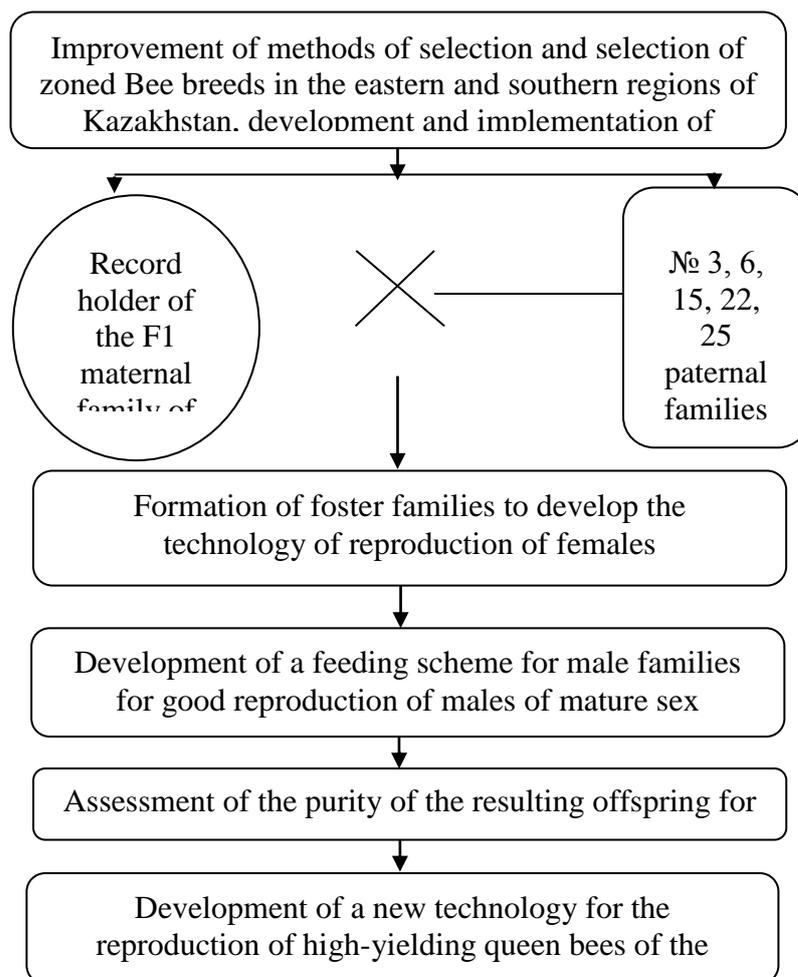 Improvement of methods of selection and selection of
zoned Bee breeds in the eastern and southern regions of
Kazakhstan, development and implementation of
Record
holder of
the F1
maternal
family of
№ 3, 6,
15, 22,
25
paternal
families
Formation of foster families to develop the
technology of reproduction of females
Development of a feeding scheme for male families
for good reproduction of males of mature sex
Assessment of the purity of the resulting offspring for
Development of a new technology for the
reproduction of high-yielding queen bees of the